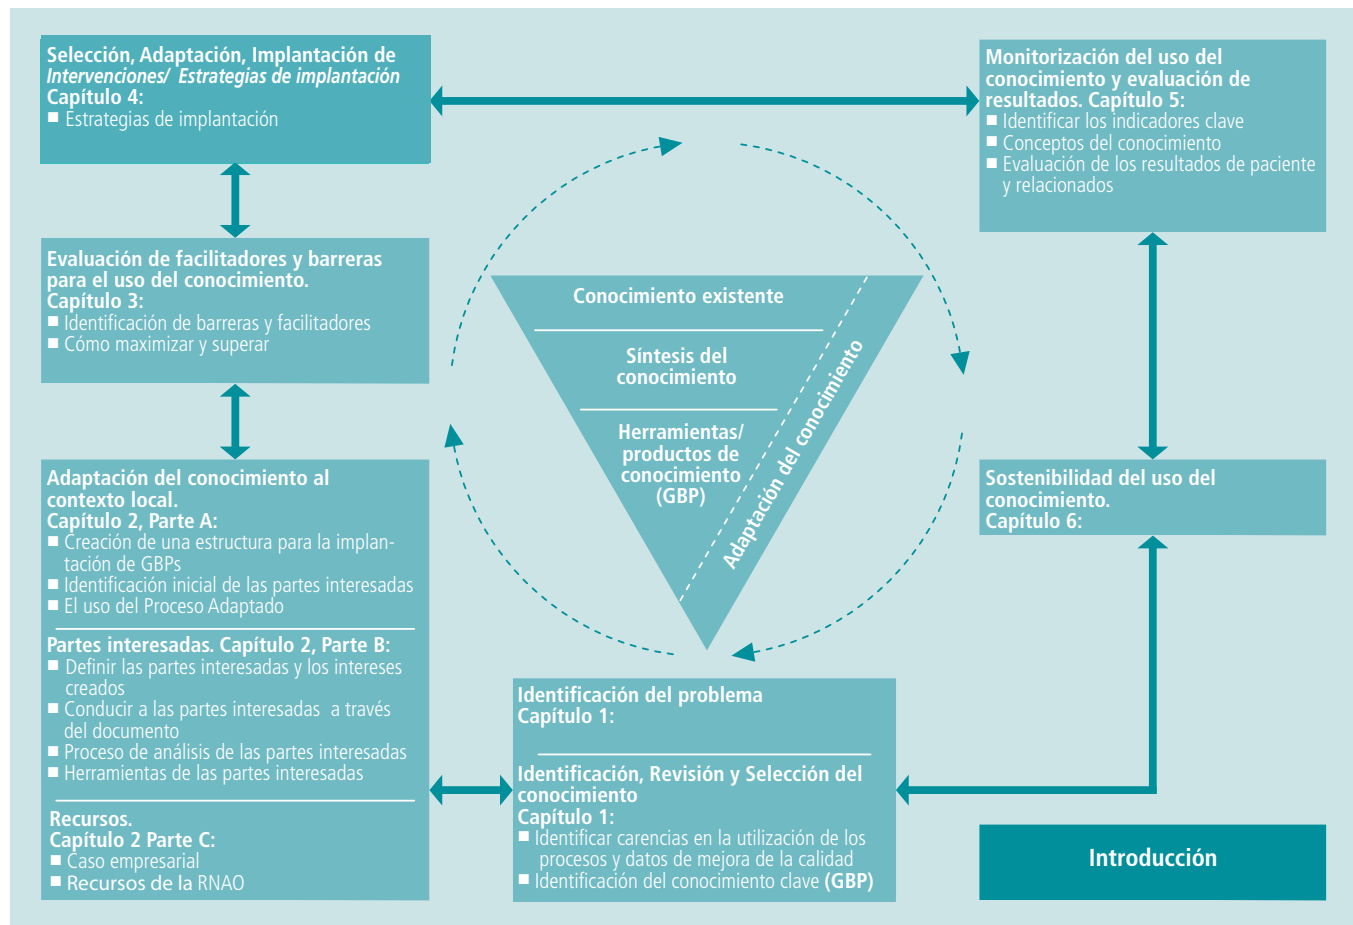 Selección, Adaptación, Implantación de
Intervenciones/ Estrategias de implantación
Capítulo 4:
■ Estrategias de implantación
Monitorización del uso del
conocimiento y evaluación de
resultados. Capítulo 5:
■ Identificar los indicadores clave
■ Conceptos del conocimiento
■ Evaluación de los resultados de paciente
y relacionados
Evaluación de facilitadores y barreras
para el uso del conocimiento.
Capítulo 3:
■ Identificación de barreras y facilitadores
■ Cómo maximizar y superar
Conocimiento existente
Síntesis del
conocimiento
Herramientas/
productos de
conocimiento
(GBP)
Adaptación del conocimiento
Adaptación del conocimiento al
contexto local.
Capítulo 2, Parte A:
■ Creación de una estructura para la implan-
tación de GBPs
■ Identificación inicial de las partes interesadas
■ El uso del Proceso Adaptado
Partes interesadas. Capítulo 2, Parte B:
■ Definir las partes interesadas y los intereses
creados
■ Conducir a las partes interesadas a través
del documento
■ Proceso de análisis de las partes interesadas
■ Herramientas de las partes interesadas
Recursos.
Capítulo 2 Parte C:
■ Caso empresarial
■ Recursos de la RNAO
Sostenibilidad del uso del
conocimiento.
Capítulo 6:
Identificación del problema
Capítulo 1:
Identificación, Revisión y Selección del
conocimiento
Capítulo 1:
■ Identificar carencias en la utilización de los
procesos y datos de mejora de la calidad
■ Identificación del conocimiento clave (GBP)
Introducción